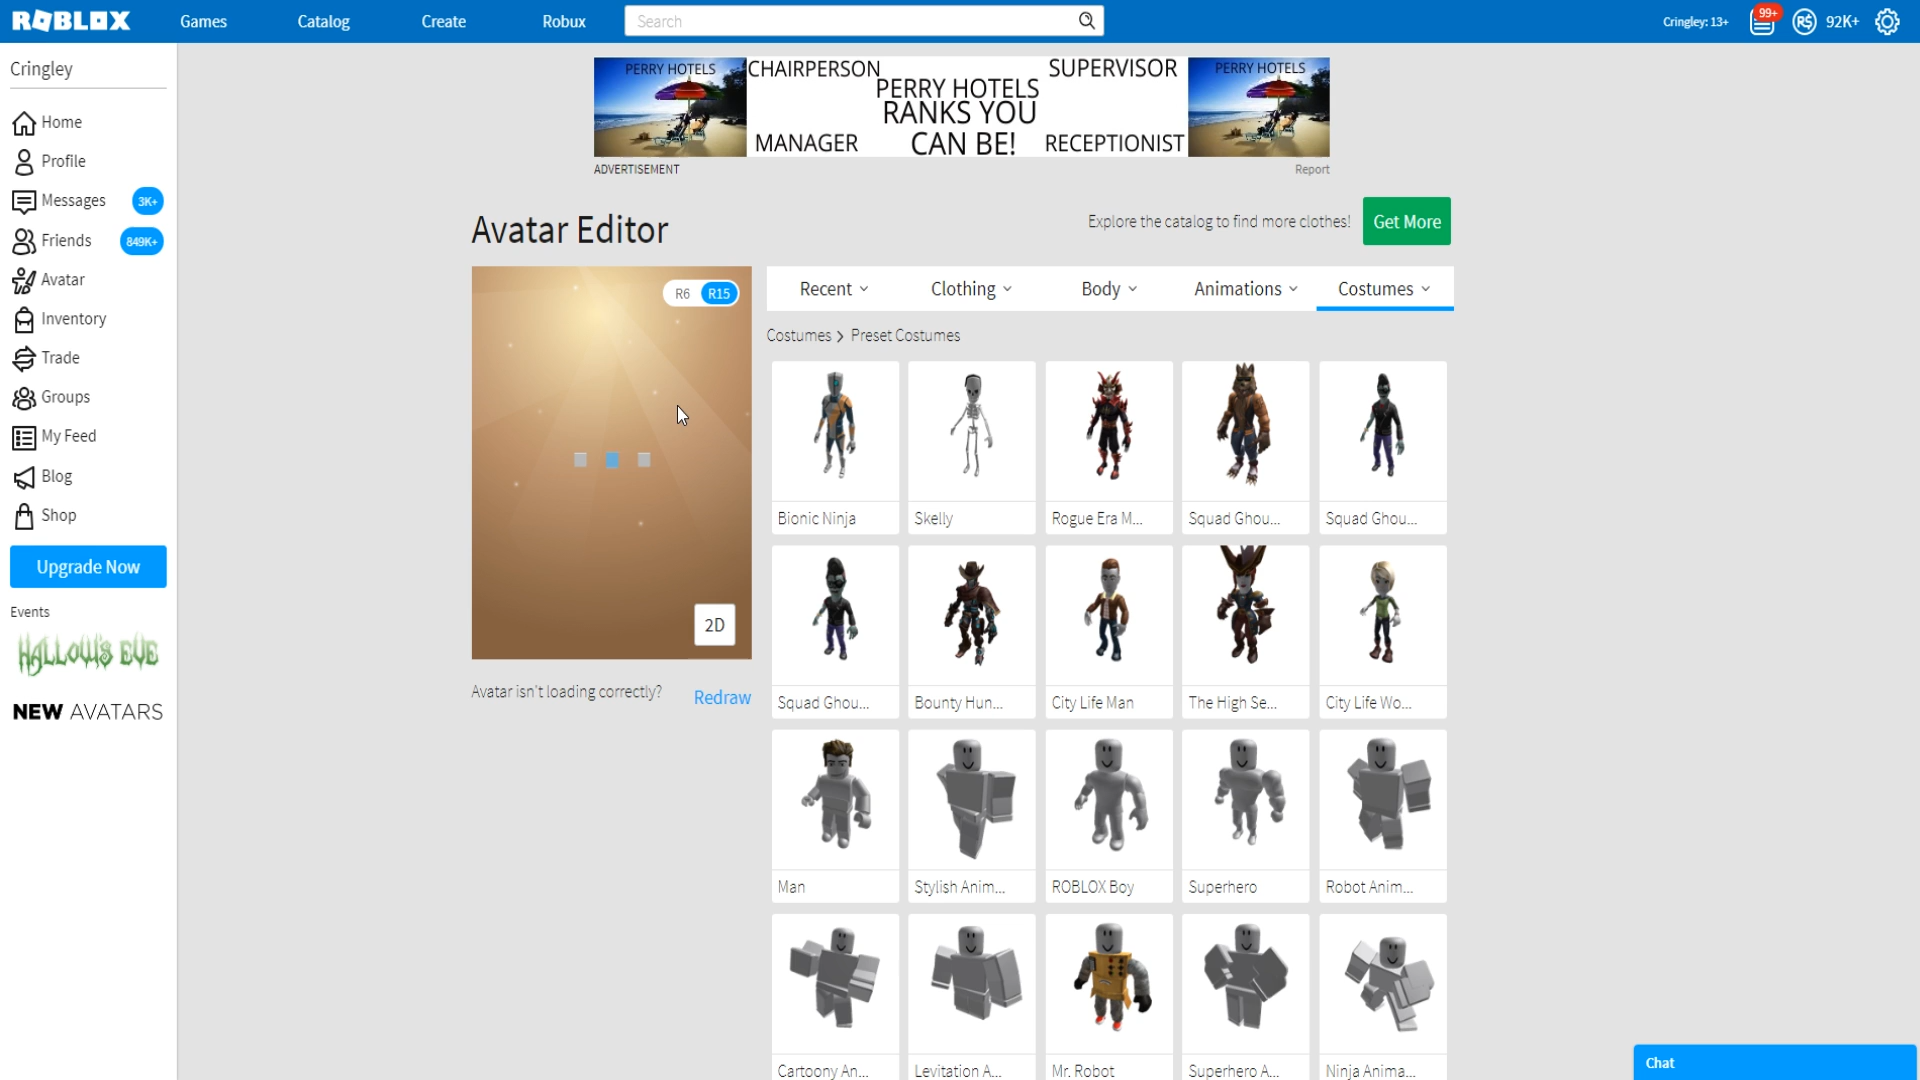 ROBLOX
Games
Catalog
Create
Robux
Search
Cringley: 13+
99+
R$
92K+
Cringley
Home
Profile
Messages
3K+
Friends
849K+
Avatar
Inventory
Trade
Groups
My Feed
Blog
Shop
Upgrade Now
Events
HALLOW'S EVE
NEW AVATARS
PERRY HOTELS
CHAIRPERSON
MANAGER
PERRY HOTELS
RANKS YOU
CAN BE!
SUPERVISOR
RECEPTIONIST
PERRY HOTELS
ADVERTISEMENT
Report
Avatar Editor
Explore the catalog to find more clothes!
Get More
R6
R15
2D
Avatar isn't loading correctly?
Redraw
Recent
Clothing
Body
Animations
Costumes
Costumes > Preset Costumes
Bionic Ninja
Skelly
Rogue Era M...
Squad Ghou...
Squad Ghou...
Squad Ghou...
Bounty Hun...
City Life Man
The High Se...
City Life Wo...
Man
Stylish Anim...
ROBLOX Boy
Superhero
Robot Anim...
Cartoony An...
Levitation A...
Mr. Robot
Superhero A...
Ninja Anima...
Chat